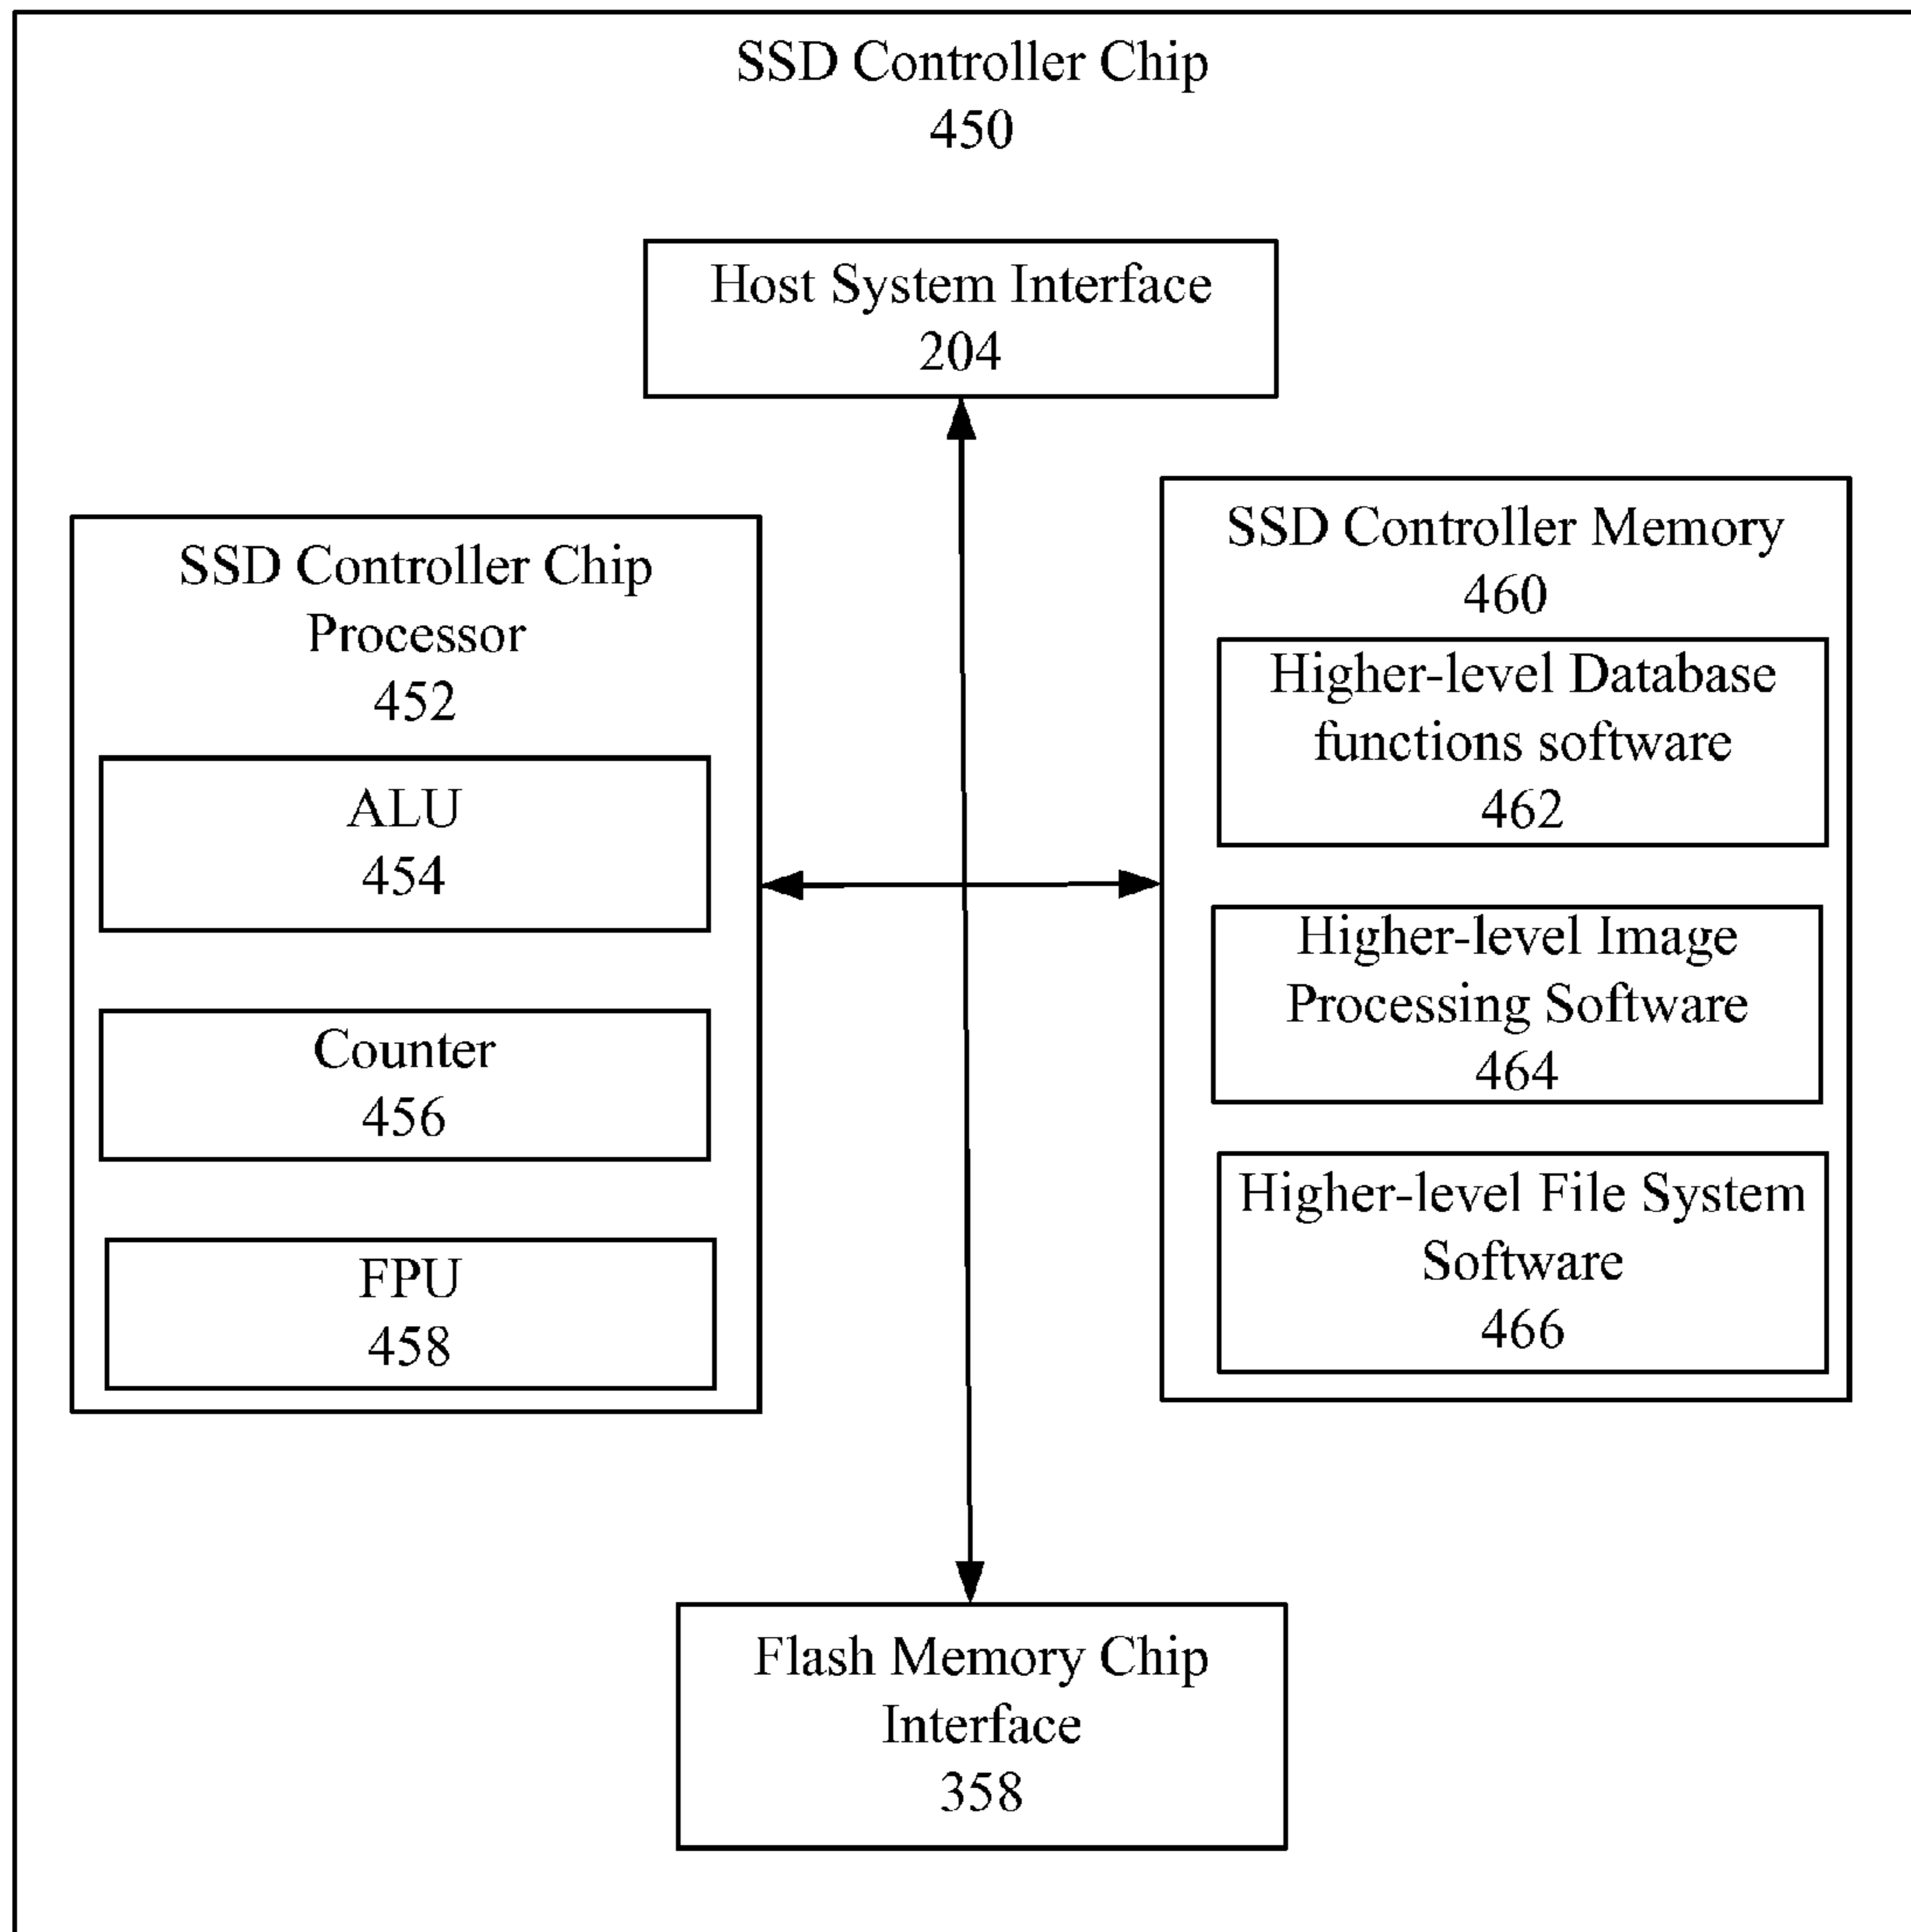 SSD Controller Chip
450
Host System Interface
204
SSD Controller Chip
Processor
452
ALU
454
Counter
456
FPU
458
SSD Controller Memory
460
Higher-level Database
functions software
462
Higher-level Image
Processing Software
464
Higher-level File System
Software
466
Flash Memory Chip
Interface
358